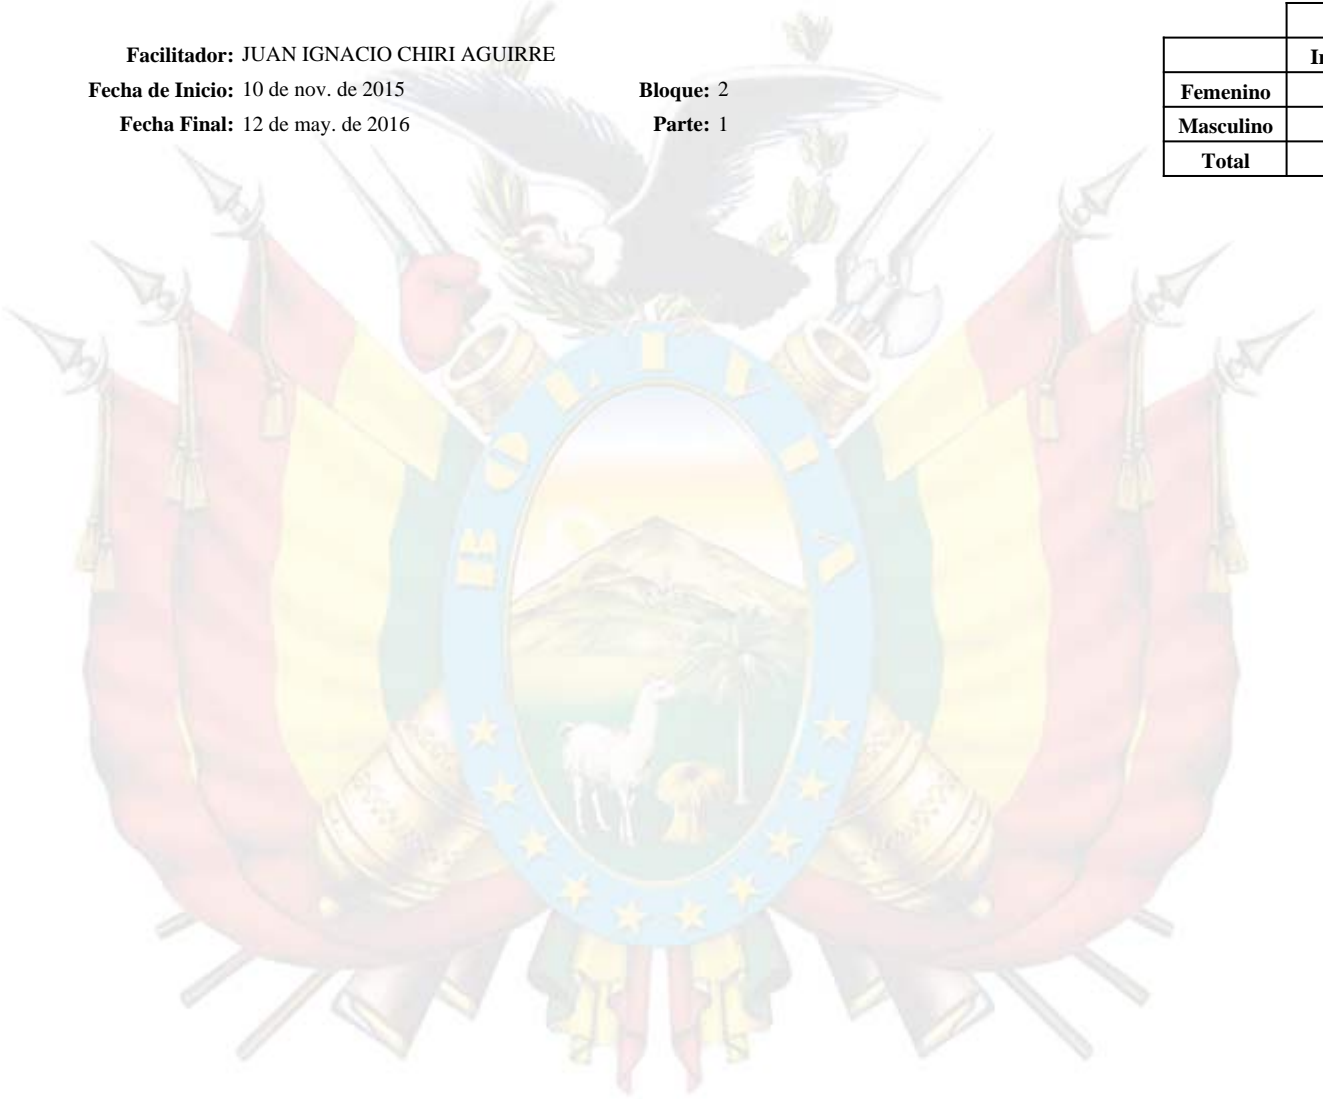 Facilitador: JUAN IGNACIO CHIRI AGUIRRE
Fecha de Inicio: 10 de nov. de 2015 Bloque: 2
Fecha Final: 12 de may. de 2016 Parte: 1
Femenino
Masculino
Total
BOLIVIA